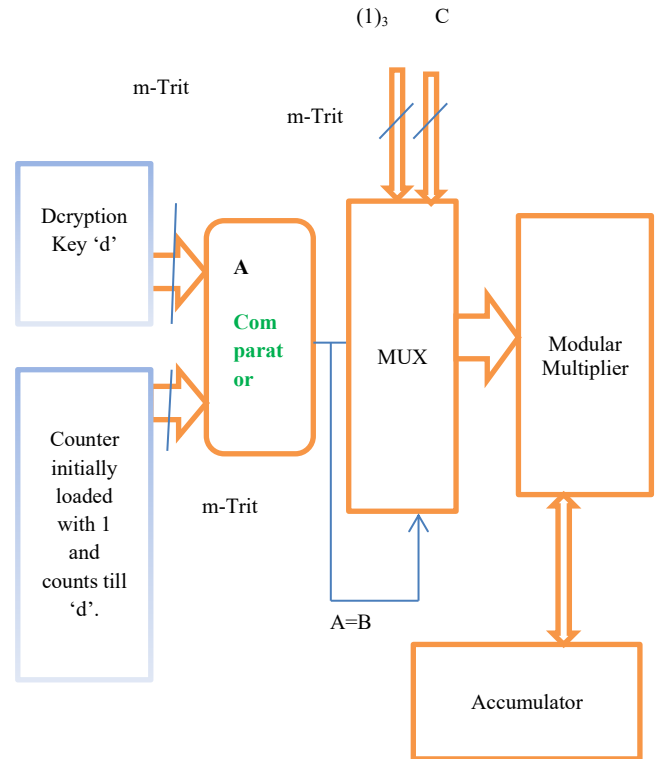 (1)₃ C
m-Trit
m-Trit
Dcryption
Key ‘d’
A
Com
parat
or
MUX
Modular
Multiplier
Counter
initially
loaded
with 1
and
counts till
‘d’.
m-Trit
A=B
Accumulator